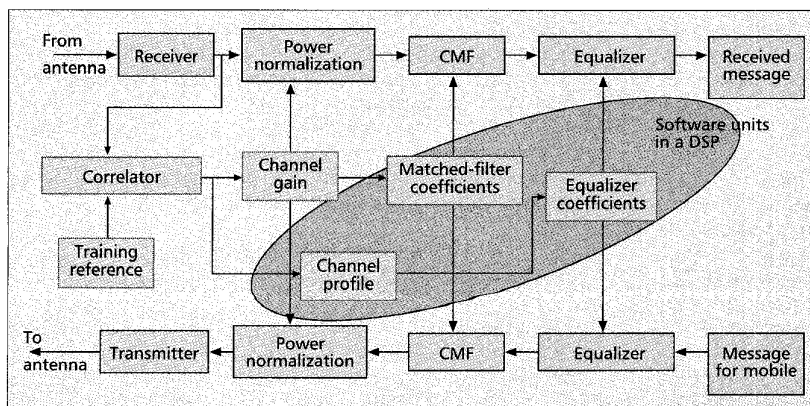 From
antenna
Receiver
Power
normalization
CMF
Equalizer
Received
message
Software units
in a DSP
Correlator
Channel
gain
Matched-filter
coefficients
Equalizer
coefficients
Training
reference
Channel
profile
To
antenna
Transmitter
Power
normalization
CMF
Equalizer
Message
for mobile